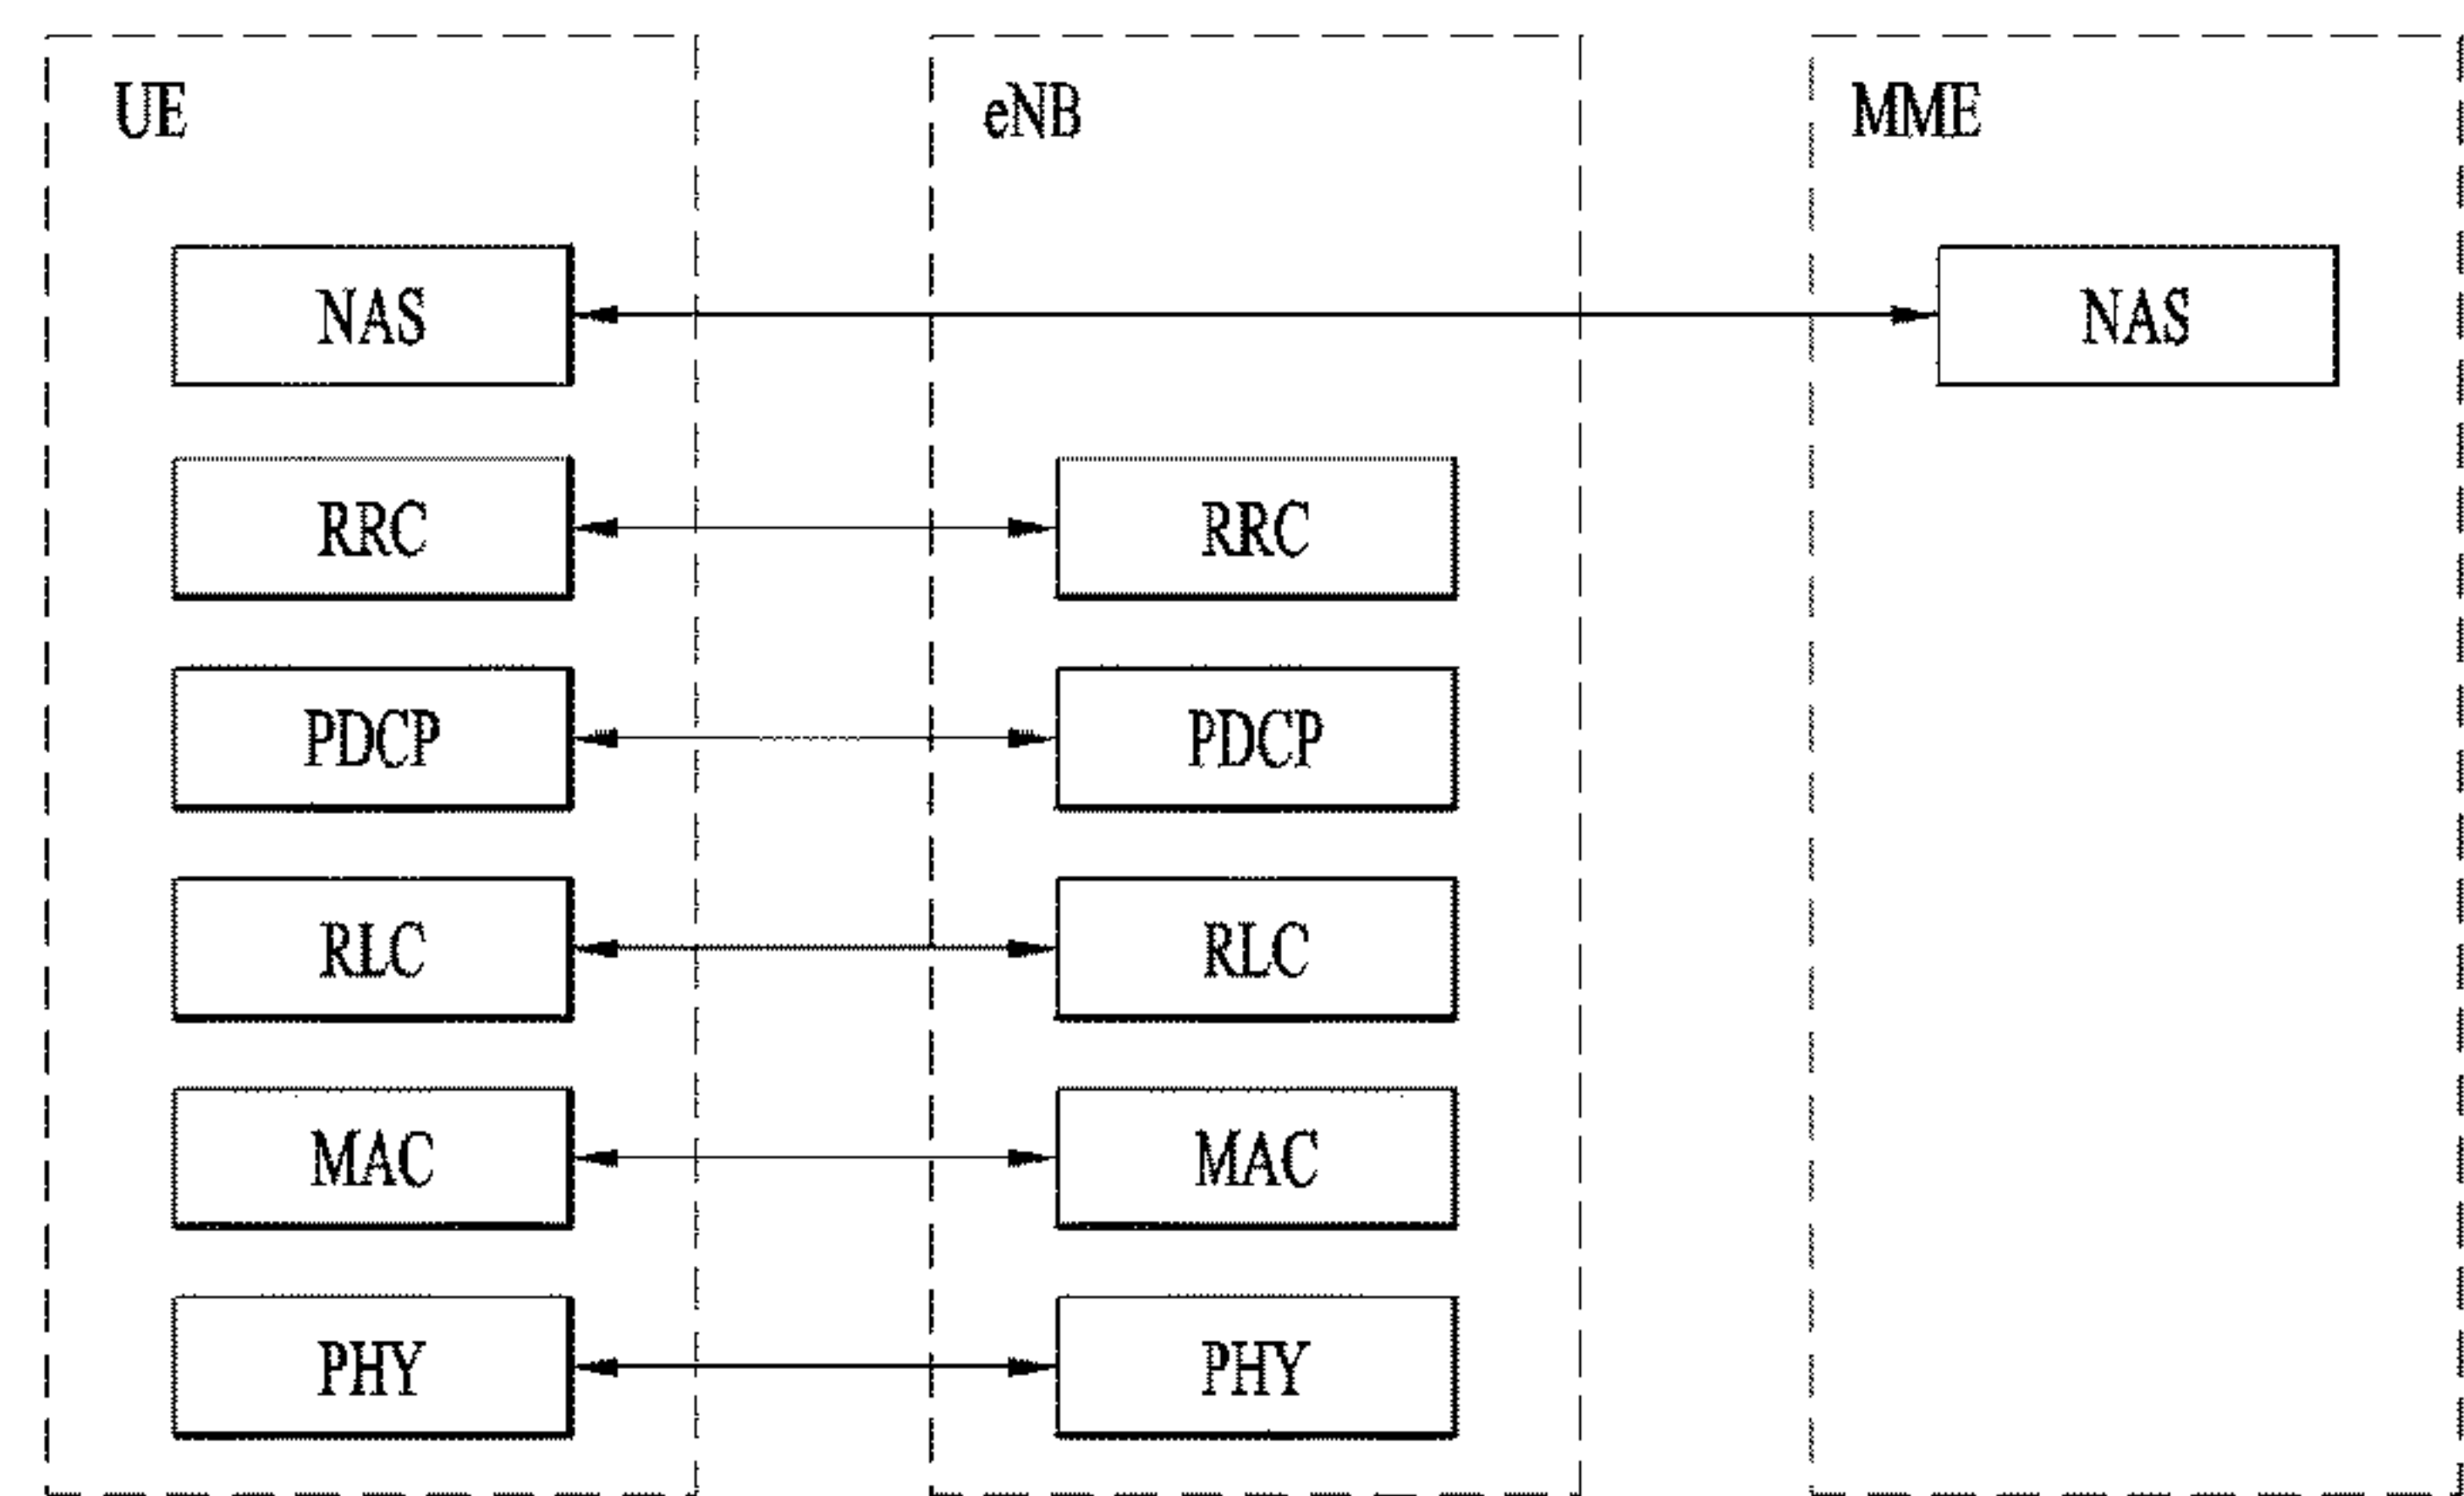 UE eNB MME
NAS NAS
RRC RRC
PDCP PDCP
RLC RLC
MAC MAC
PHY PHY